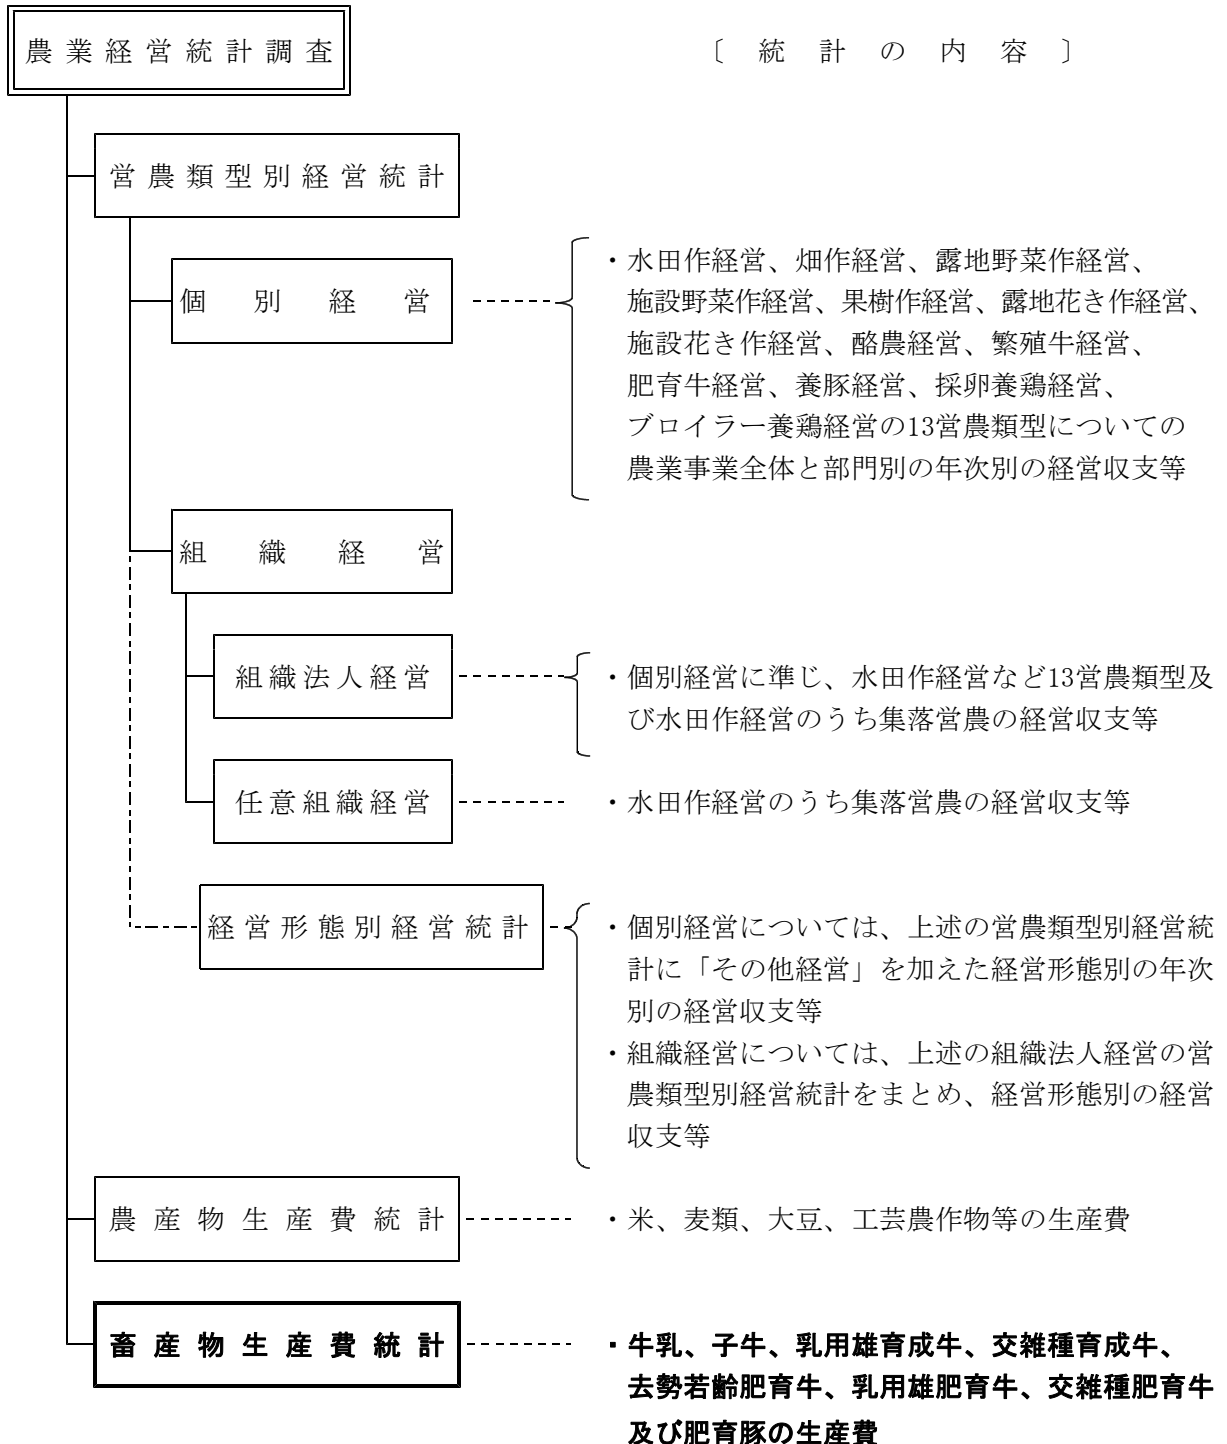 農業経営統計調査
〔統計の内容〕
営農類型別経営統計
個別経営
・水田作経営、畑作経営、露地野菜作経営、
施設野菜作経営、果樹作経営、露地花き作経営、
施設花き作経営、酪農経営、繁殖牛経営、
肥育牛経営、養豚経営、採卵養鶏経営、
ブロイラー養鶏経営の13営農類型についての
農業事業全体と部門別の年次別の経営収支等
組織経営
組織法人経営
・個別経営に準じ、水田作経営など13営農類型及
び水田作経営のうち集落営農の経営収支等
任意組織経営
・水田作経営のうち集落営農の経営収支等
経営形態別経営統計
・個別経営については、上述の営農類型別経営統
計に「その他経営」を加えた経営形態別の年次
別の経営収支等
・組織経営については、上述の組織法人経営の営
農類型別経営統計をまとめ、経営形態別の経営
収支等
農産物生産費統計
・米、麦類、大豆、工芸農作物等の生産費
畜産物生産費統計
・牛乳、子牛、乳用雄育成牛、交雑種育成牛、
去勢若齢肥育牛、乳用雄肥育牛、交雑種肥育牛
及び肥育豚の生産費